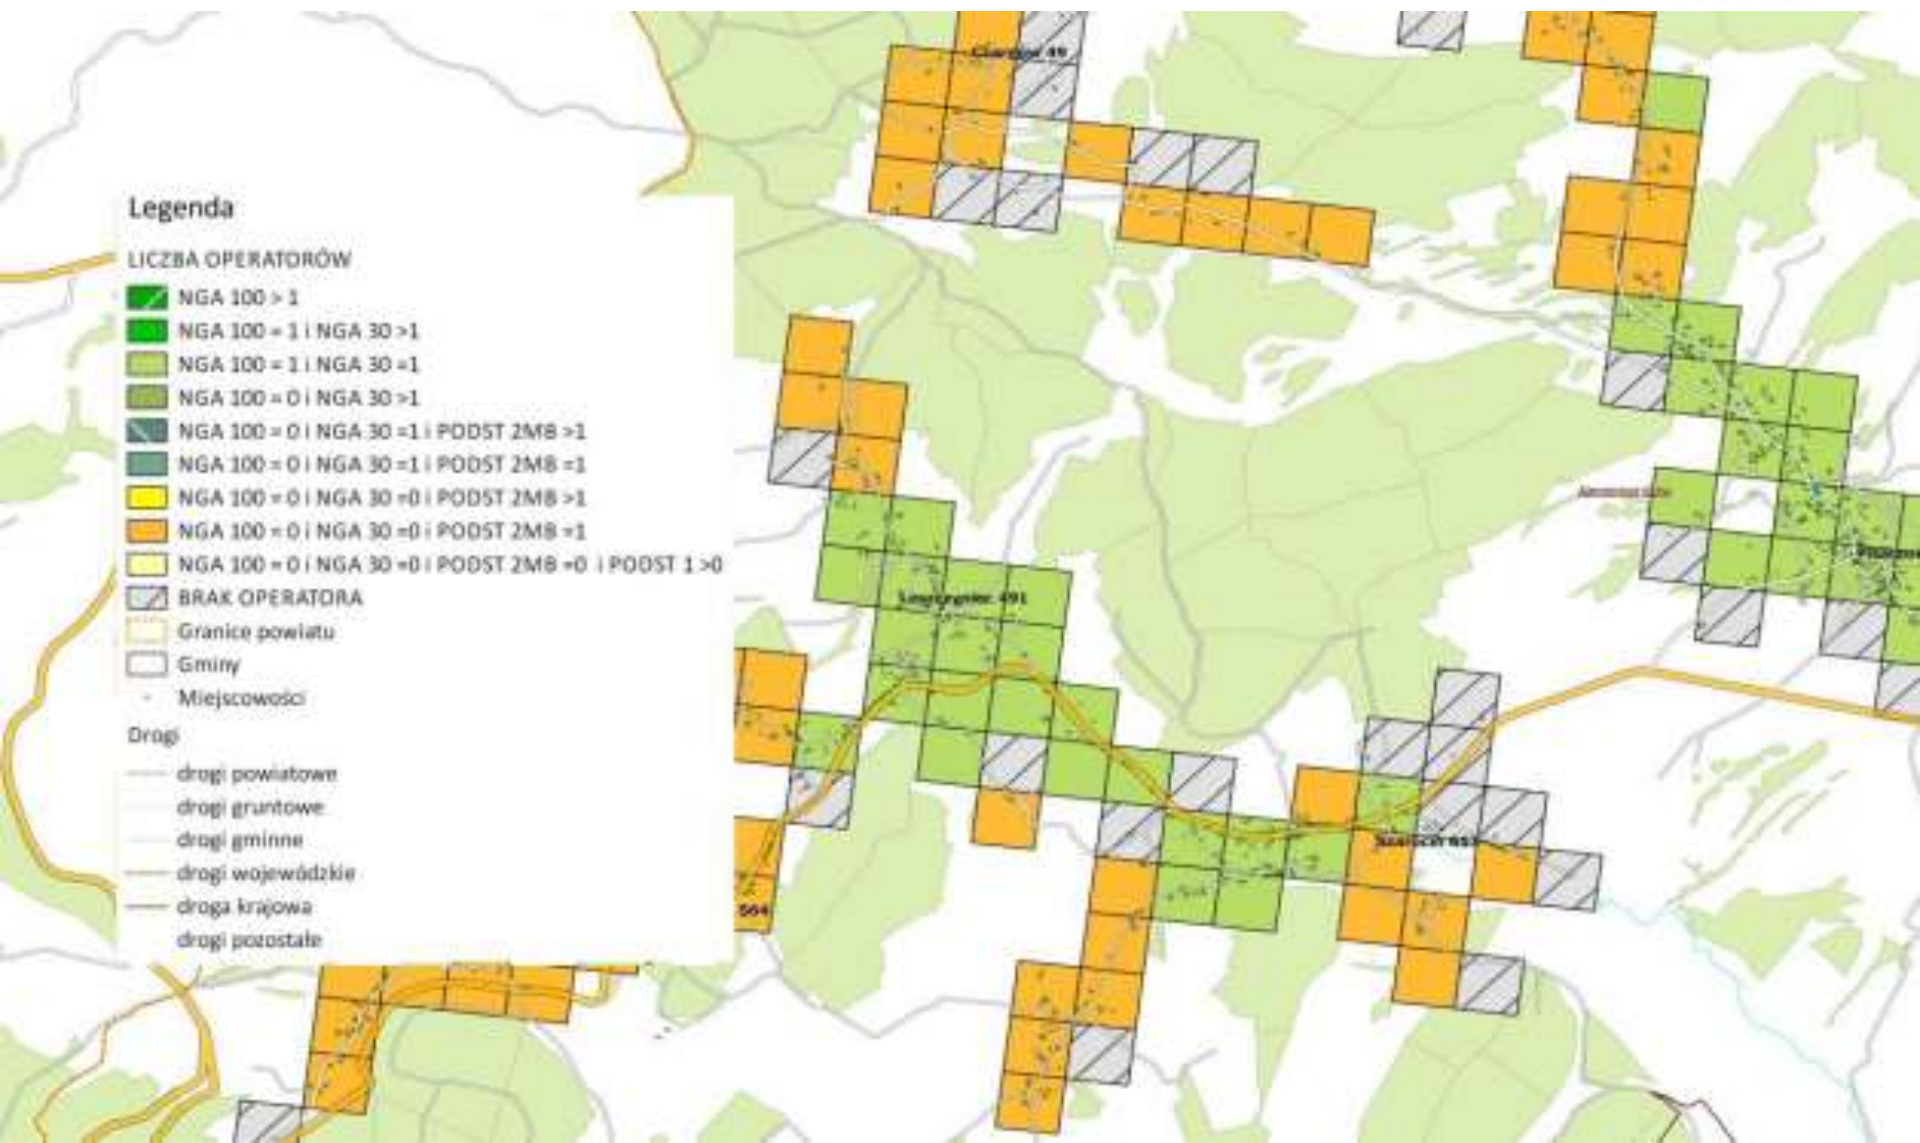 Legenda
LICZBA OPERATORÓW
NGA 100 > 1
NGA 100 = 1 i NGA 30 >1
NGA 100 = 1 i NGA 30 =1
NGA 100 = 0 i NGA 30 >1
NGA 100 = 0 i NGA 30 =1 i PODST 2MB >1
NGA 100 = 0 i NGA 30 =1 i PODST 2MB =1
NGA 100 = 0 i NGA 30 =0 i PODST 2MB >1
NGA 100 = 0 i NGA 30 =0 i PODST 2MB =1
NGA 100 = 0 i NGA 30 =0 i PODST 2MB =0 i PODST 1 >0
BRAK OPERATORA
Granice powiatu
Gminy
Miejscowości
Drogi
drogi powiatowe
drogi gruntowe
drogi gminne
drogi wojewódzkie
droga krajowa
drogi pozostałe
49
491
564